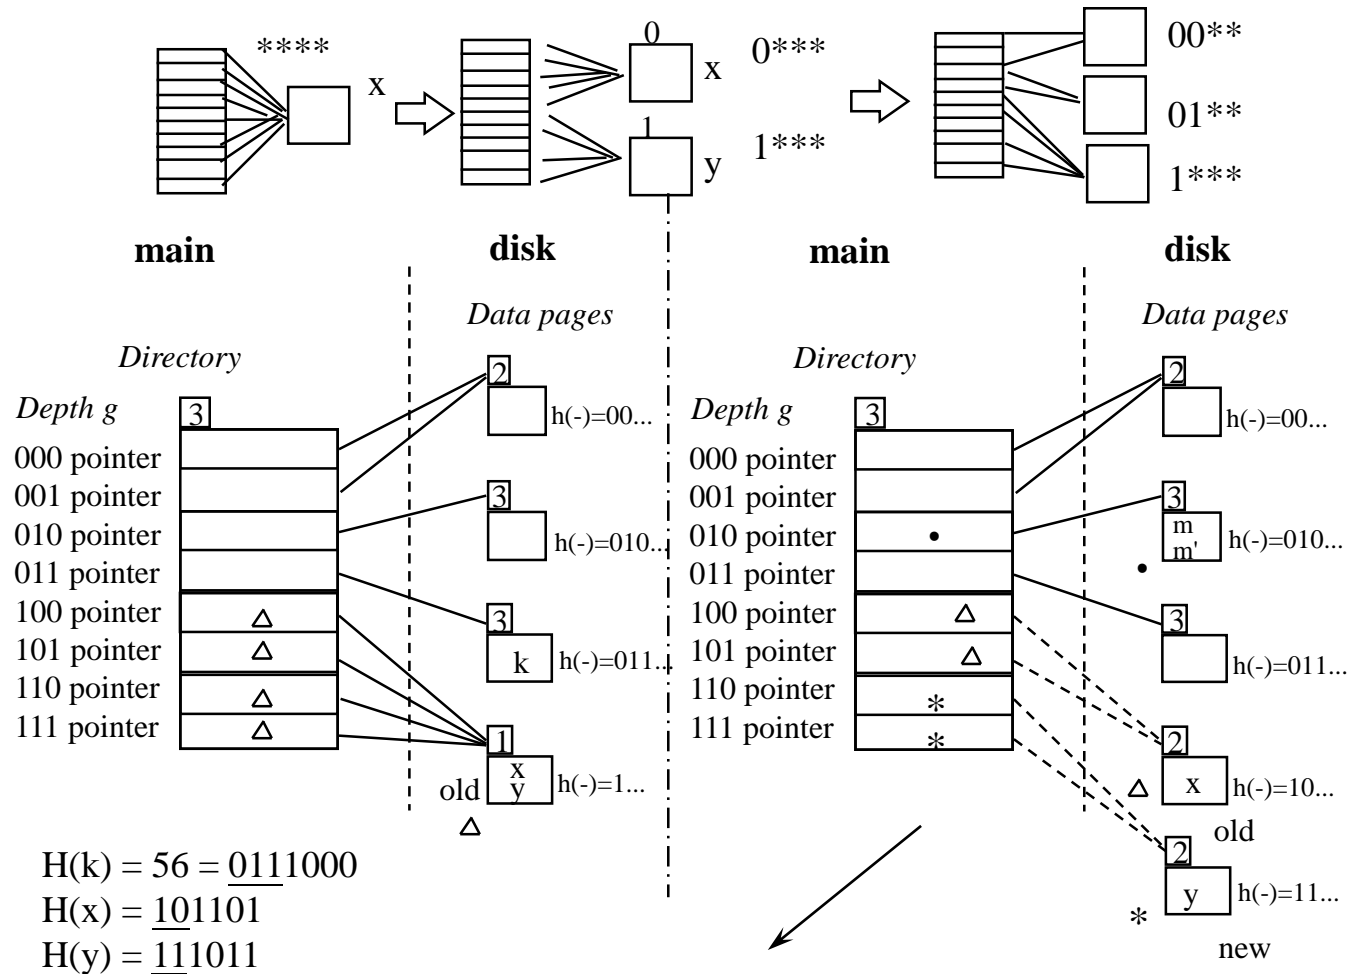 ****
x
0
x
0***
1
y
1***
00**
01**
1***
main
disk
main
disk
Data pages
Directory
Depth g
3
000 pointer
001 pointer
010 pointer
011 pointer
100 pointer
101 pointer
110 pointer
111 pointer
2
h(-)=00...
3
h(-)=010...
3
k
h(-)=011...
1
x
y
h(-)=1...
old
Data pages
Directory
Depth g
3
000 pointer
001 pointer
010 pointer
011 pointer
100 pointer
101 pointer
110 pointer
*
111 pointer
*
2
h(-)=00...
3
m
m'
h(-)=010...
3
h(-)=011...
2
x
h(-)=10...
old
2
y
h(-)=11...
*
new
H(k) = 56 = 0111000
H(x) = 101101
H(y) = 111011